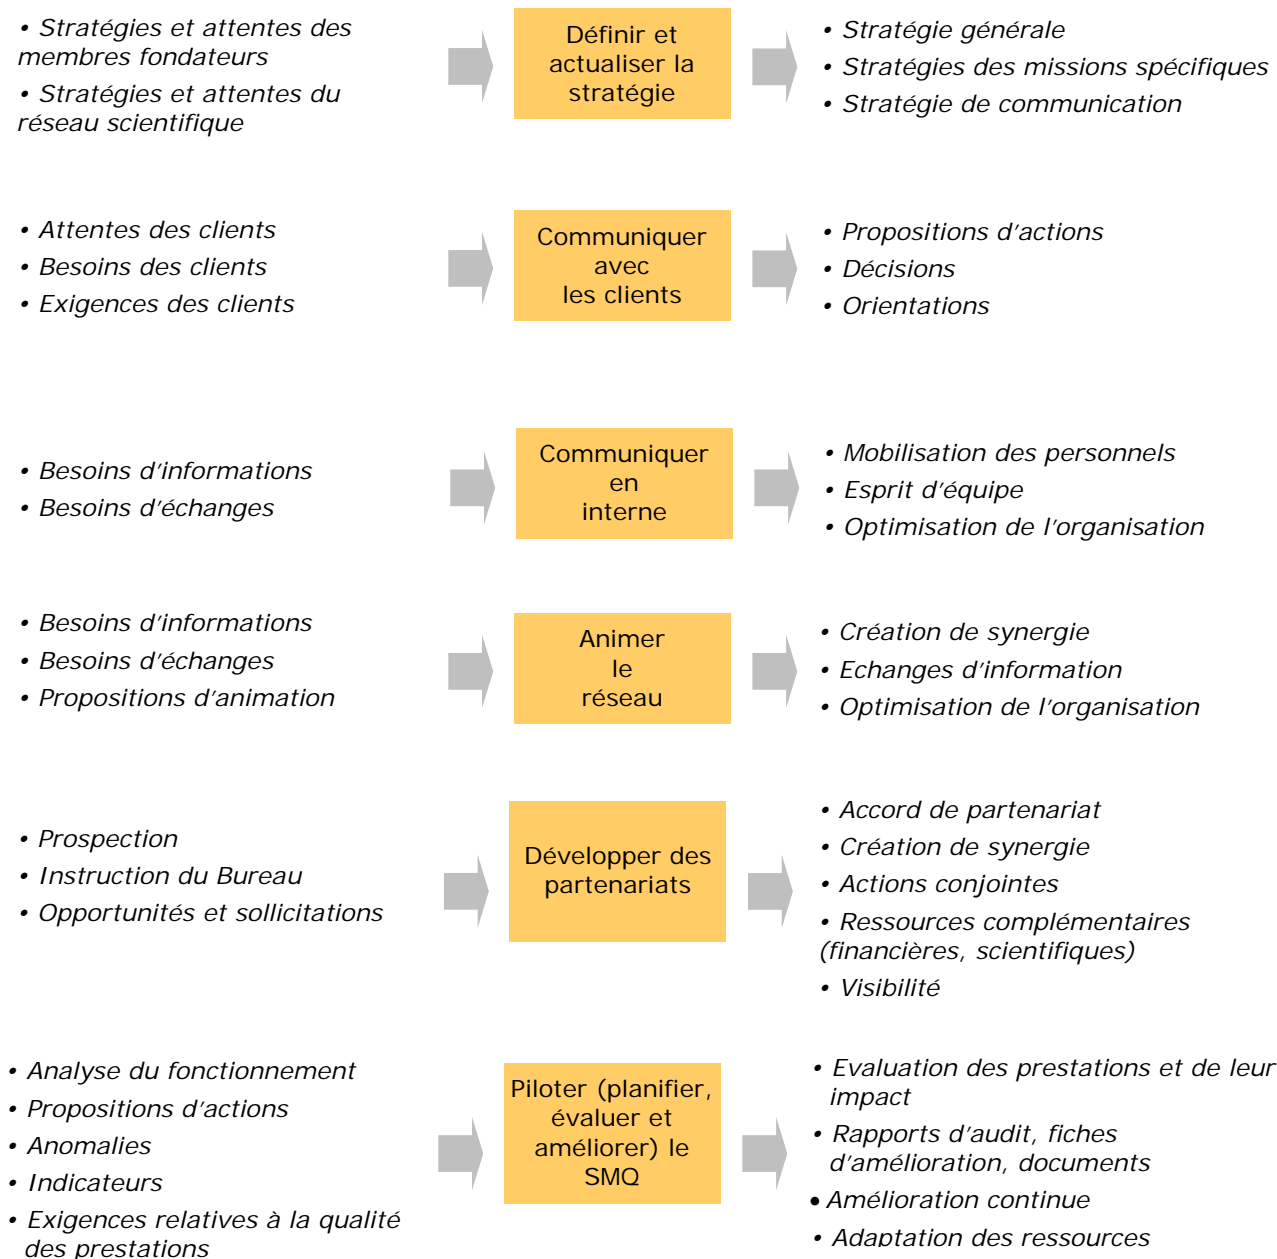 • Stratégies et attentes des
membres fondateurs
• Stratégies et attentes du
réseau scientifique
Définir et
actualiser la
stratégie
• Stratégie générale
• Stratégies des missions spécifiques
• Stratégie de communication
• Attentes des clients
• Besoins des clients
• Exigences des clients
Communiquer
avec
les clients
• Propositions d'actions
• Décisions
• Orientations
• Besoins d’informations
• Besoins d’échanges
Communiquer
en
interne
• Mobilisation des personnels
• Esprit d’équipe
• Optimisation de l’organisation
• Besoins d’informations
• Besoins d’échanges
• Propositions d’animation
Animer
le
réseau
• Création de synergie
• Echanges d’information
• Optimisation de l’organisation
• Prospection
• Instruction du Bureau
• Opportunités et sollicitations
Développer des
partenariats
• Accord de partenariat
• Création de synergie
• Actions conjointes
• Ressources complémentaires
(financières, scientifiques)
• Visibilité
• Analyse du fonctionnement
• Propositions d’actions
• Anomalies
• Indicateurs
• Exigences relatives à la qualité
des prestations
Piloter (planifier,
évaluer et
améliorer) le
SMQ
• Evaluation des prestations et de leur
impact
• Rapports d’audit, fiches
d’amélioration, documents
• Amélioration continue
• Adaptation des ressources